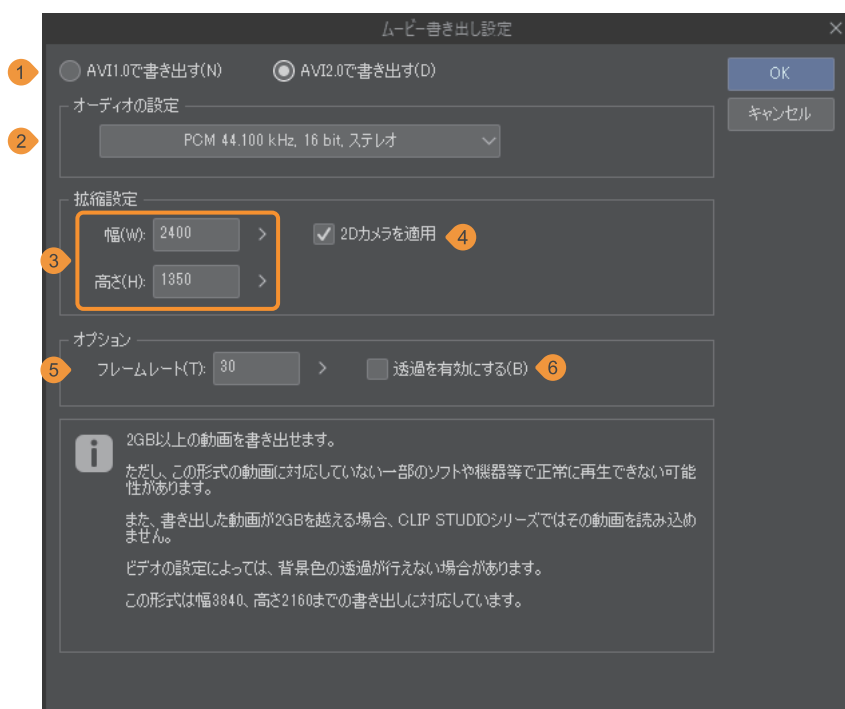 ムービー書き出し設定
1 AVI1.0で書き出す(N) AVI2.0で書き出す(D)
OK
キャンセル
オーディオの設定
2 PCM 44.100 kHz, 16 bit, ステレオ
拡縮設定
3 幅(W): 2400 2Dカメラを適用 4
高さ(H): 1350
オプション
5 フレームレート(T): 30 透過を有効にする(B) 6
2GB以上の動画を書き出せます。
ただし、この形式の動画に対応していない一部のソフトや機器等で正常に再生できない可能
性があります。
また、書き出した動画が2GBを越える場合、CLIP STUDIOシリーズではその動画を読み込め
ません。
ビデオの設定によっては、背景色の透過が行えない場合があります。
この形式は幅3840、高さ2160までの書き出しに対応しています。